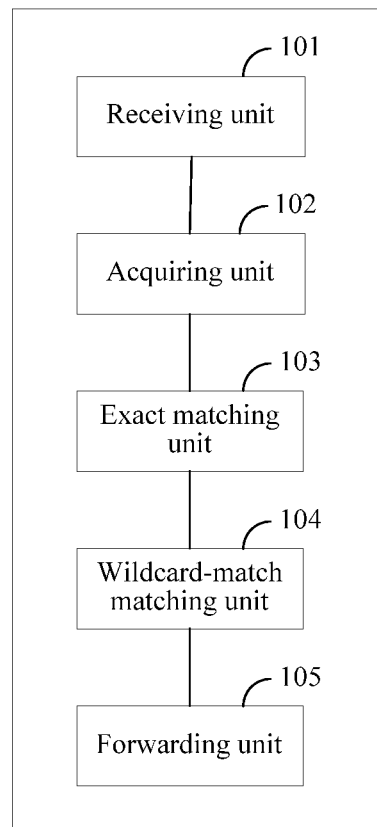 101
Receiving unit
102
Acquiring unit
103
Exact matching
unit
104
Wildcard-match
matching unit
105
Forwarding unit